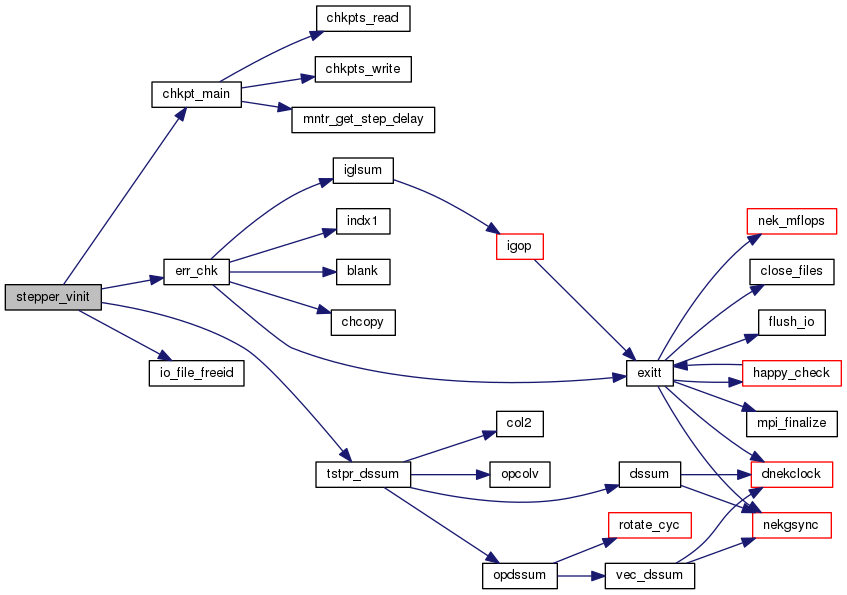 chkpts_read
chkpts_write
chkpt_main
mntr_get_step_delay
iglsum
indx1
nek_mflops
igop
err_chk
blank
close_files
stepper_vinit
chcopy
flush_io
io_file_freeid
exitt
happy_check
col2
mpi_finalize
tstpr_dssum
opcolv
dssum
dnekclock
rotate_cyc
nekgsync
opdssum
vec_dssum